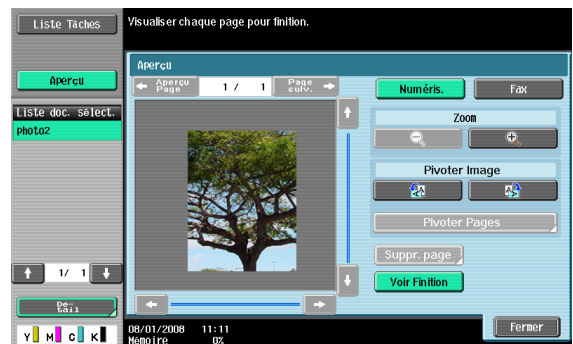 Liste Tâches
Visualiser chaque page pour finition.
Aperçu
Aperçu
Aperçu
Page
1 / 1
Page
suiv.
Numéris.
Fax
Liste doc. sélect.
photo2
Zoom
Pivoter Image
Pivoter Pages
Suppr. page
Voir Finition
1/ 1
Dé-
tail
Fermer
Y M C K
08/01/2008 11:11
Mémoire 0%